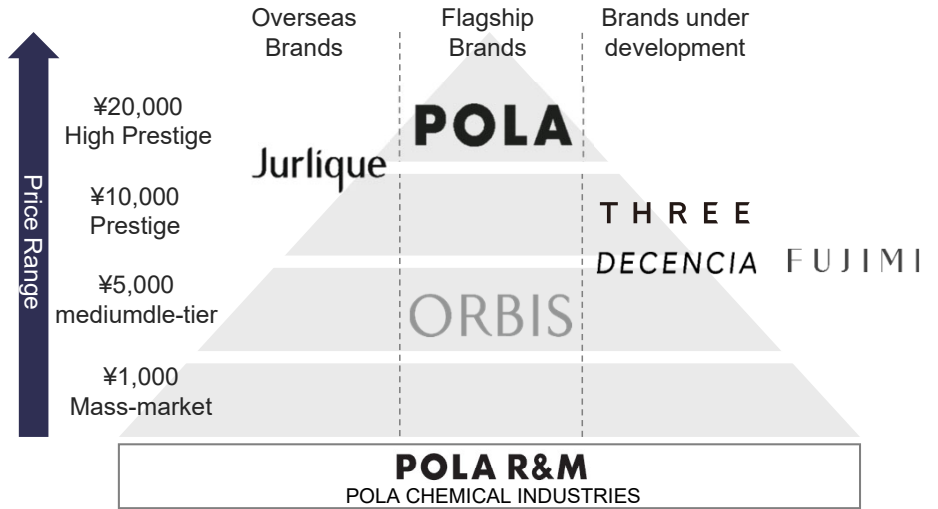 Overseas
Brands
Flagship
Brands
Brands under
development
Price Range
¥20,000
High Prestige
POLA
Jurlique
¥10,000
Prestige
THREE
DECENCIA
FUJIMI
¥5,000
mediumdle-tier
ORBIS
¥1,000
Mass-market
POLA R&M
POLA CHEMICAL INDUSTRIES